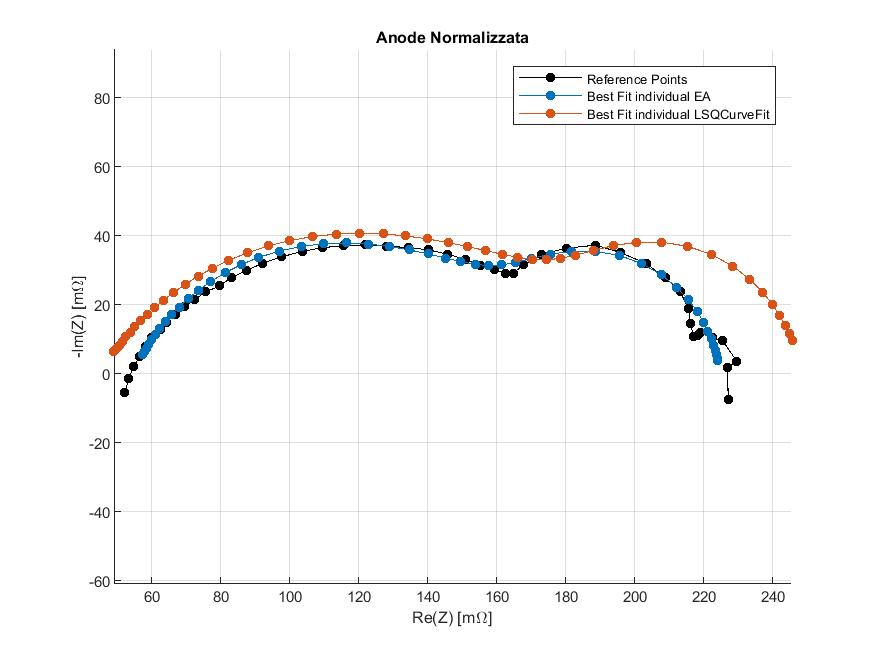 Anode Normalizzata
Reference Points
Best Fit individual EA
Best Fit individual LSQCurveFit
80
60
40
20
0
-20
-40
-60
-Im(Z) [mΩ]
60 80 100 120 140 160 180 200 220 240
Re(Z) [mΩ]